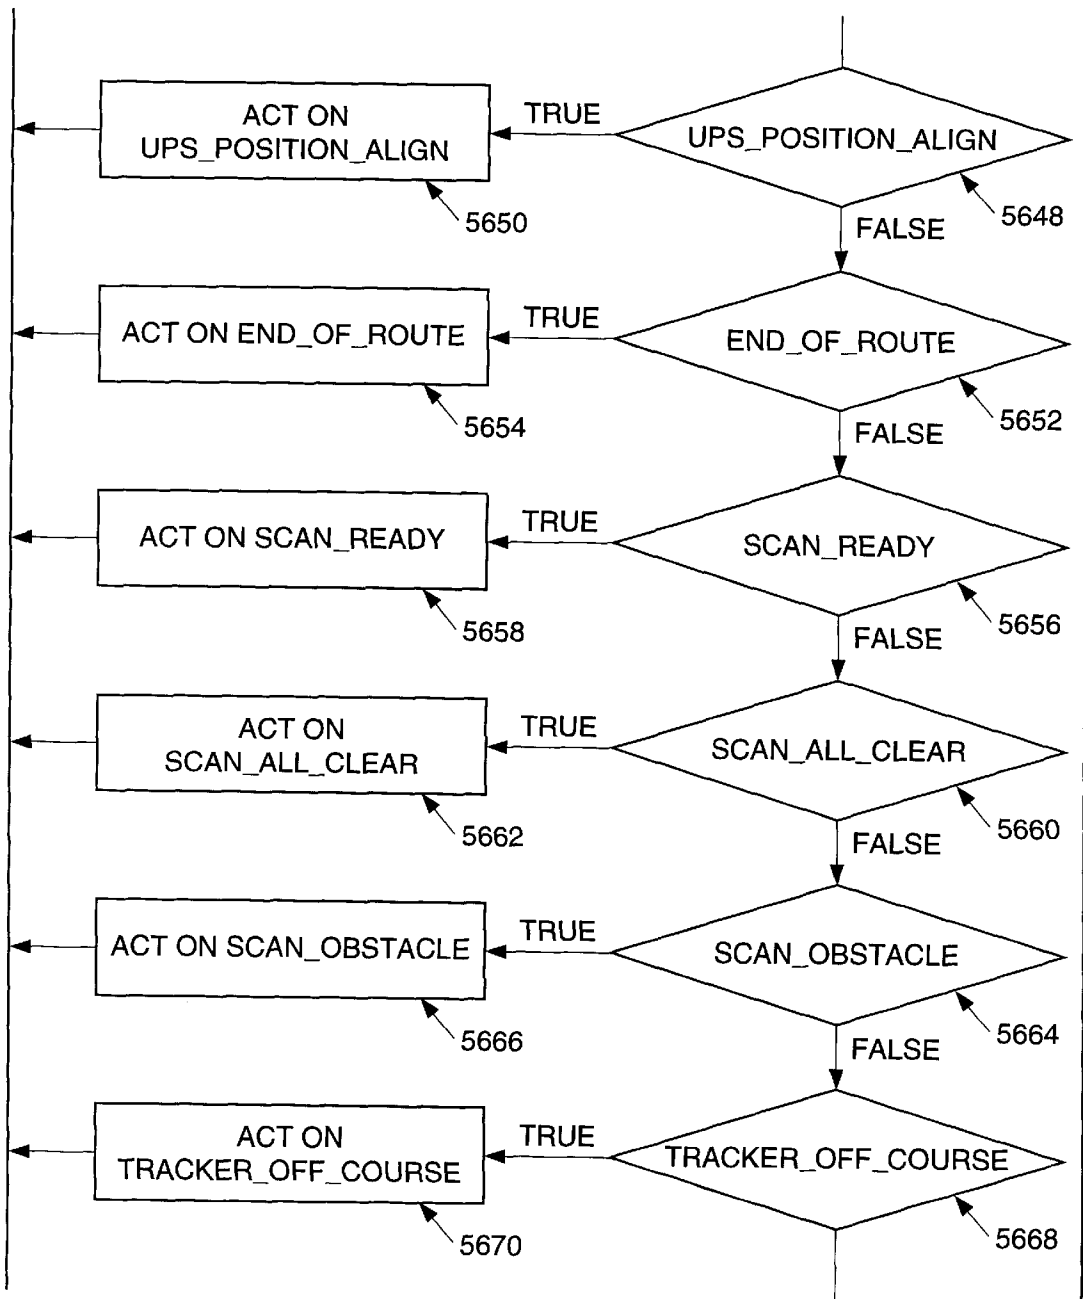 ACT ON
UPS_POSITION_ALIGN
TRUE
UPS_POSITION_ALIGN
5650
5648
FALSE
ACT ON END_OF_ROUTE
TRUE
END_OF_ROUTE
5654
5652
FALSE
ACT ON SCAN_READY
TRUE
SCAN_READY
5658
5656
FALSE
ACT ON
SCAN_ALL_CLEAR
TRUE
SCAN_ALL_CLEAR
5662
5660
FALSE
ACT ON SCAN_OBSTACLE
TRUE
SCAN_OBSTACLE
5666
5664
FALSE
ACT ON
TRACKER_OFF_COURSE
TRUE
TRACKER_OFF_COURSE
5670
5668